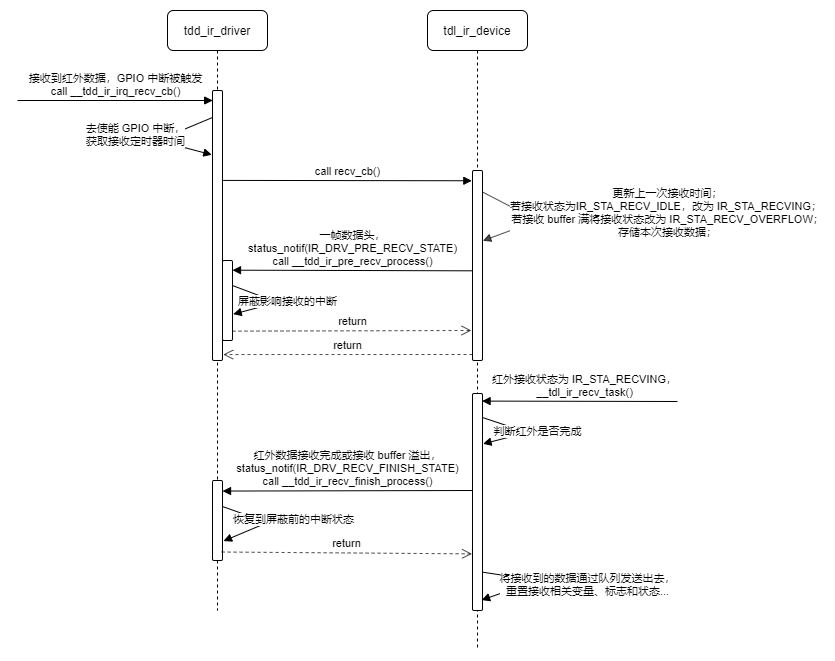 tdd_ir_driver
tdl_ir_device
接收到红外数据，GPIO 中断被触发
call __tdd_ir_irq_recv_cb()
去使能 GPIO 中断，
获取接收定时器时间
call recv_cb()
更新上一次接收时间；
若接收状态为IR_STA_RECV_IDLE，改为 IR_STA_RECVING；
若接收 buffer 满将接收状态改为 IR_STA_RECV_OVERFLOW；
存储本次接收数据；
一帧数据头，
status_notif(IR_DRV_PRE_RECV_STATE)
call __tdd_ir_pre_recv_process()
屏蔽影响接收的中断
return
return
红外接收状态为 IR_STA_RECVING，
__tdl_ir_recv_task()
判断红外是否完成
红外数据接收完成或接收 buffer 溢出，
status_notif(IR_DRV_RECV_FINISH_STATE)
call __tdd_ir_recv_finish_process()
恢复到屏蔽前的中断状态
return
将接收到的数据通过队列发送出去，
重置接收相关变量、标志和状态...